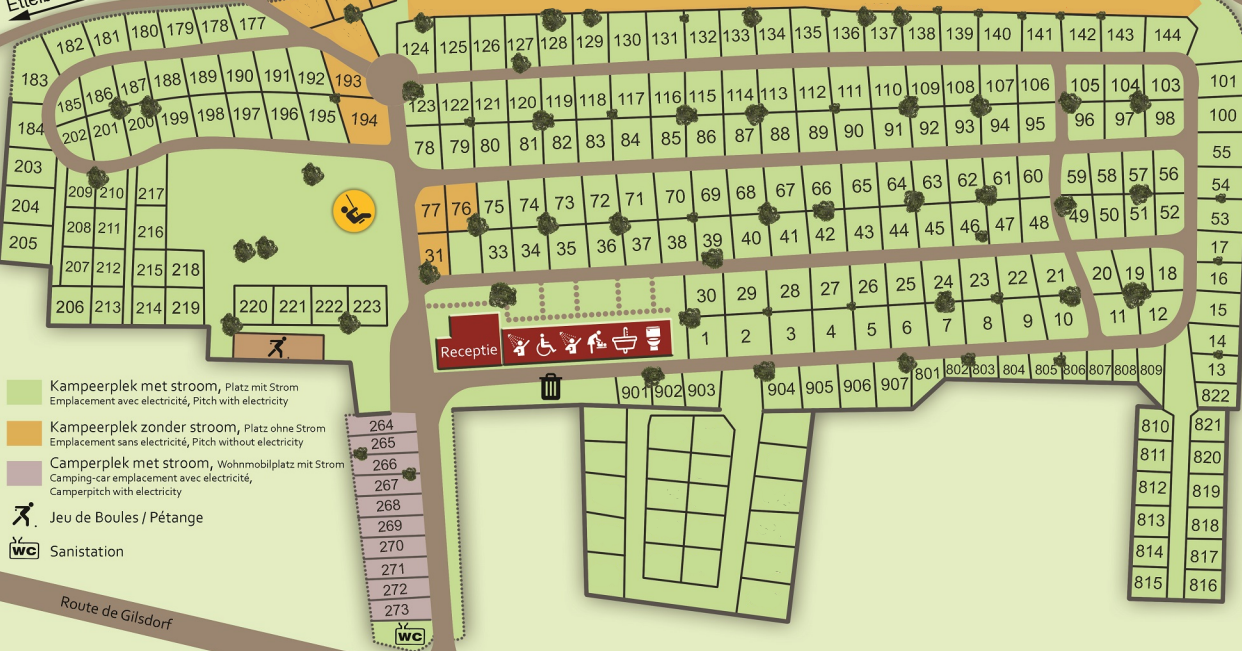 182 181 180 179 178 177
183
184
203
204
205
185 186 187 188 189 190 191 192 193
202 201 200 199 198 197 196 195 194
209 210 217
208 211 216
207 212 215 218
206 213 214 219
220 221 222 223
124 125 126 127 128 129 130 131 132 133 134 135 136 137 138 139 140 141 142 143 144
123 122 121 120 119 118 117 116 115 114 113 112 111 110 109 108 107 106 105 104 103
78 79 80 81 82 83 84 85 86 87 88 89 90 91 92 93 94 95 96 97 98
77 76 75 74 73 72 71 70 69 68 67 66 65 64 63 62 61 60 59 58 57 56
31 33 34 35 36 37 38 39 40 41 42 43 44 45 46 47 48 49 50 51 52
30 29 28 27 26 25 24 23 22 21 20 19 18
1 2 3 4 5 6 7 8 9 10 11 12
101
100
55
54
53
17
16
15
14
13
822
Receptie
901 902 903 904 905 906 907 801 802 803 804 805 806 807 808 809
810 821
811 820
812 819
813 818
814 817
815 816
264
265
266
267
268
269
270
271
272
273
WC
Kampeerplek met stroom, Platz mit Strom
Emplacement avec electricité, Pitch with electricity
Kampeerplek zonder stroom, Platz ohne Strom
Emplacement sans electricité, Pitch without electricity
Camperplek met stroom, Wohnmobilplatz mit Strom
Camping-car emplacement avec electricité,
Camperpitch with electricity
Jeu de Boules / Pétange
WC Sanistation
Route de Gilsdorf